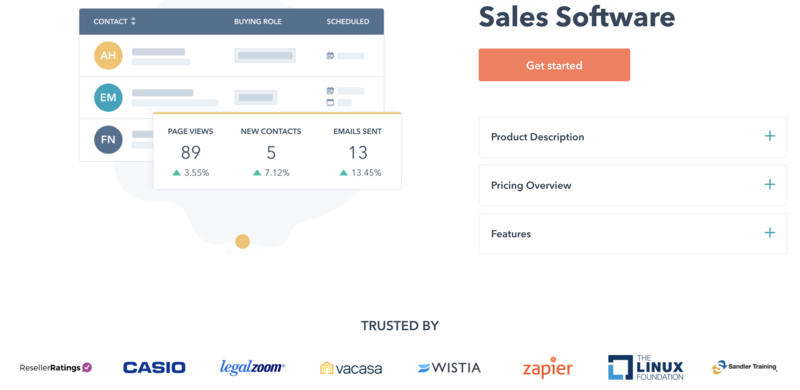 CONTACT BUYING ROLE SCHEDULED
AH
EM
FN
PAGE VIEWS NEW CONTACTS EMAILS SENT
89 5 13
3.55% 7.12% 13.45%
Sales Software
Get started
Product Description
Pricing Overview
Features
TRUSTED BY
ResellerRatings CASIO legalzoom® vacasa WISTIA zapier THE LINUX FOUNDATION Sandler Training